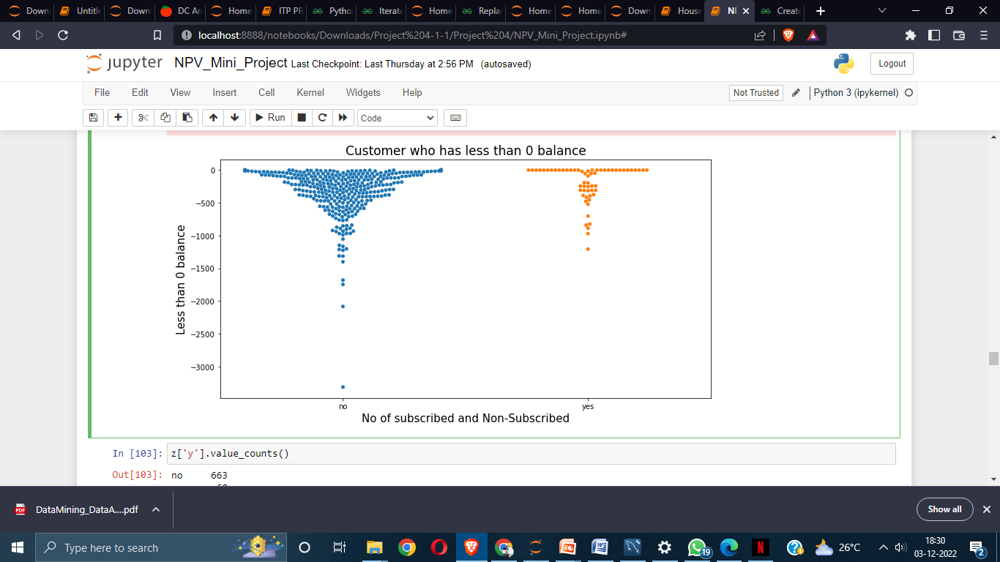 Down
Untitle
Down
DC An
Home
ITP PR
Pytho
Iterate
Home
Repla
Home
Home
Down
House
NI
Create
localhost:8888/notebooks/Downloads/Project%204-1-1/Project%204/NPV_Mini_Project.ipynb#
jupyter NPV_Mini_Project Last Checkpoint: Last Thursday at 2:56 PM (autosaved)
Logout
File Edit View Insert Cell Kernel Widgets Help
Not Trusted Python 3 (ipykernel)
Run Code
Customer who has less than 0 balance
Less than 0 balance
0
−500
−1000
−1500
−2000
−2500
−3000
no yes
No of subscribed and Non-Subscribed
In [103]: z['y'].value_counts()
Out[103]: no 663
DataMining_DataA....pdf
PDF
Show all
Type here to search
19
N
26°C
18:30
03-12-2022
2